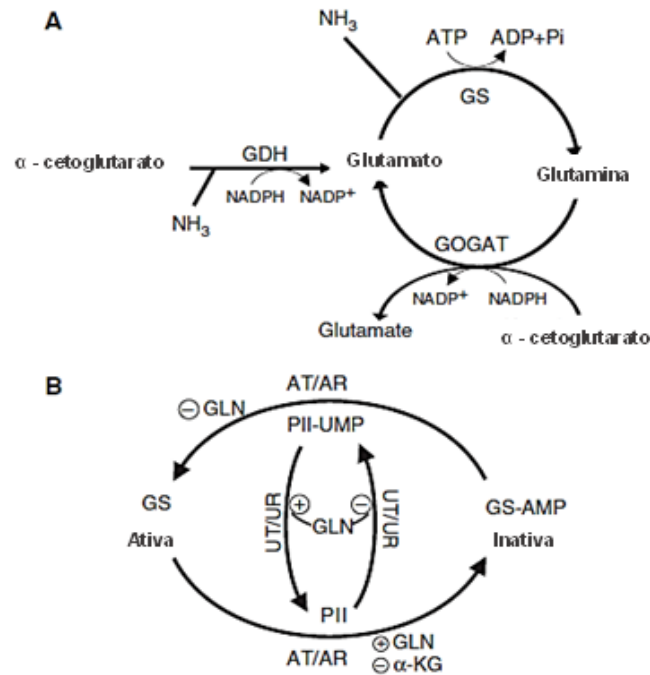 A
NH3
ATP
ADP+Pi
GS
α - cetoglutarato
GDH
Glutamato
Glutamina
NH3
NADPH
NADP+
GOGAT
NADP+
NADPH
Glutamate
α - cetoglutarato
B
AT/AR
⊖ GLN
PII-UMP
GS
Ativa
UT/UR
⊕
GLN
⊖
UT/UR
GS-AMP
Inativa
PII
AT/AR
⊕ GLN
⊖ α-KG